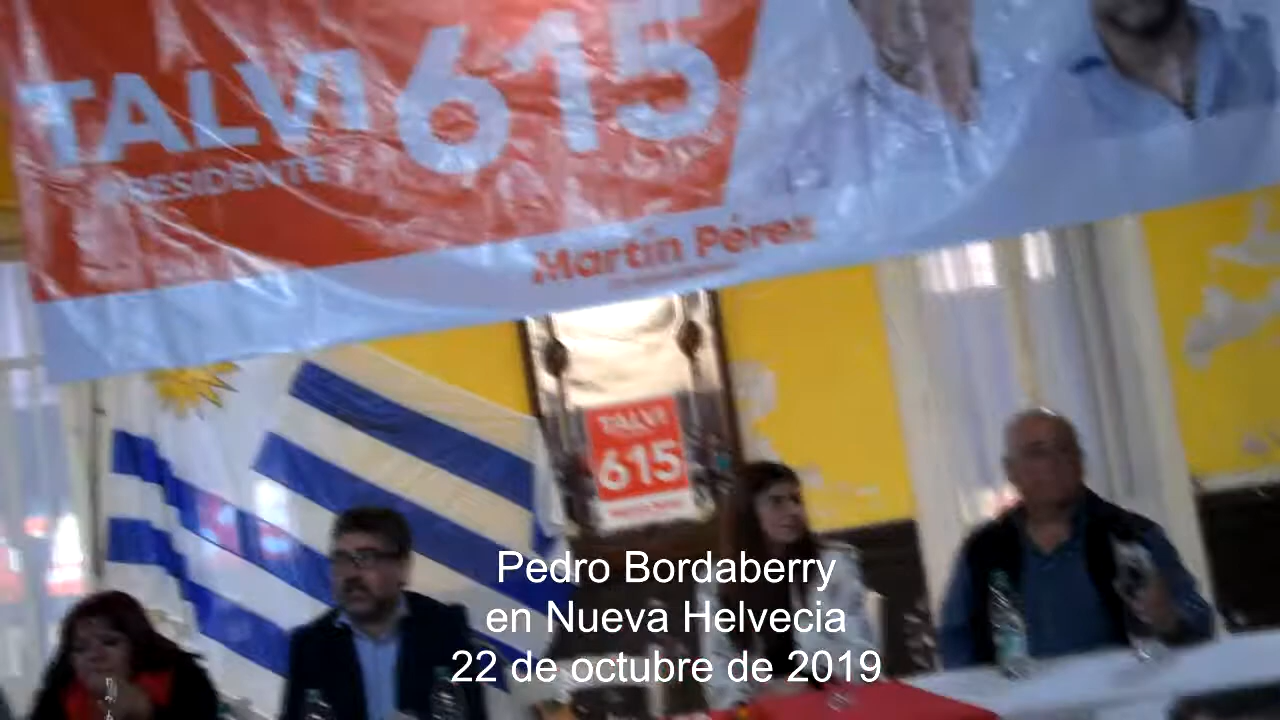 TALVI 615
PRESIDENTE
Martín Pérez
TALVI
615
Pedro Bordaberry
en Nueva Helvecia
22 de octubre de 2019